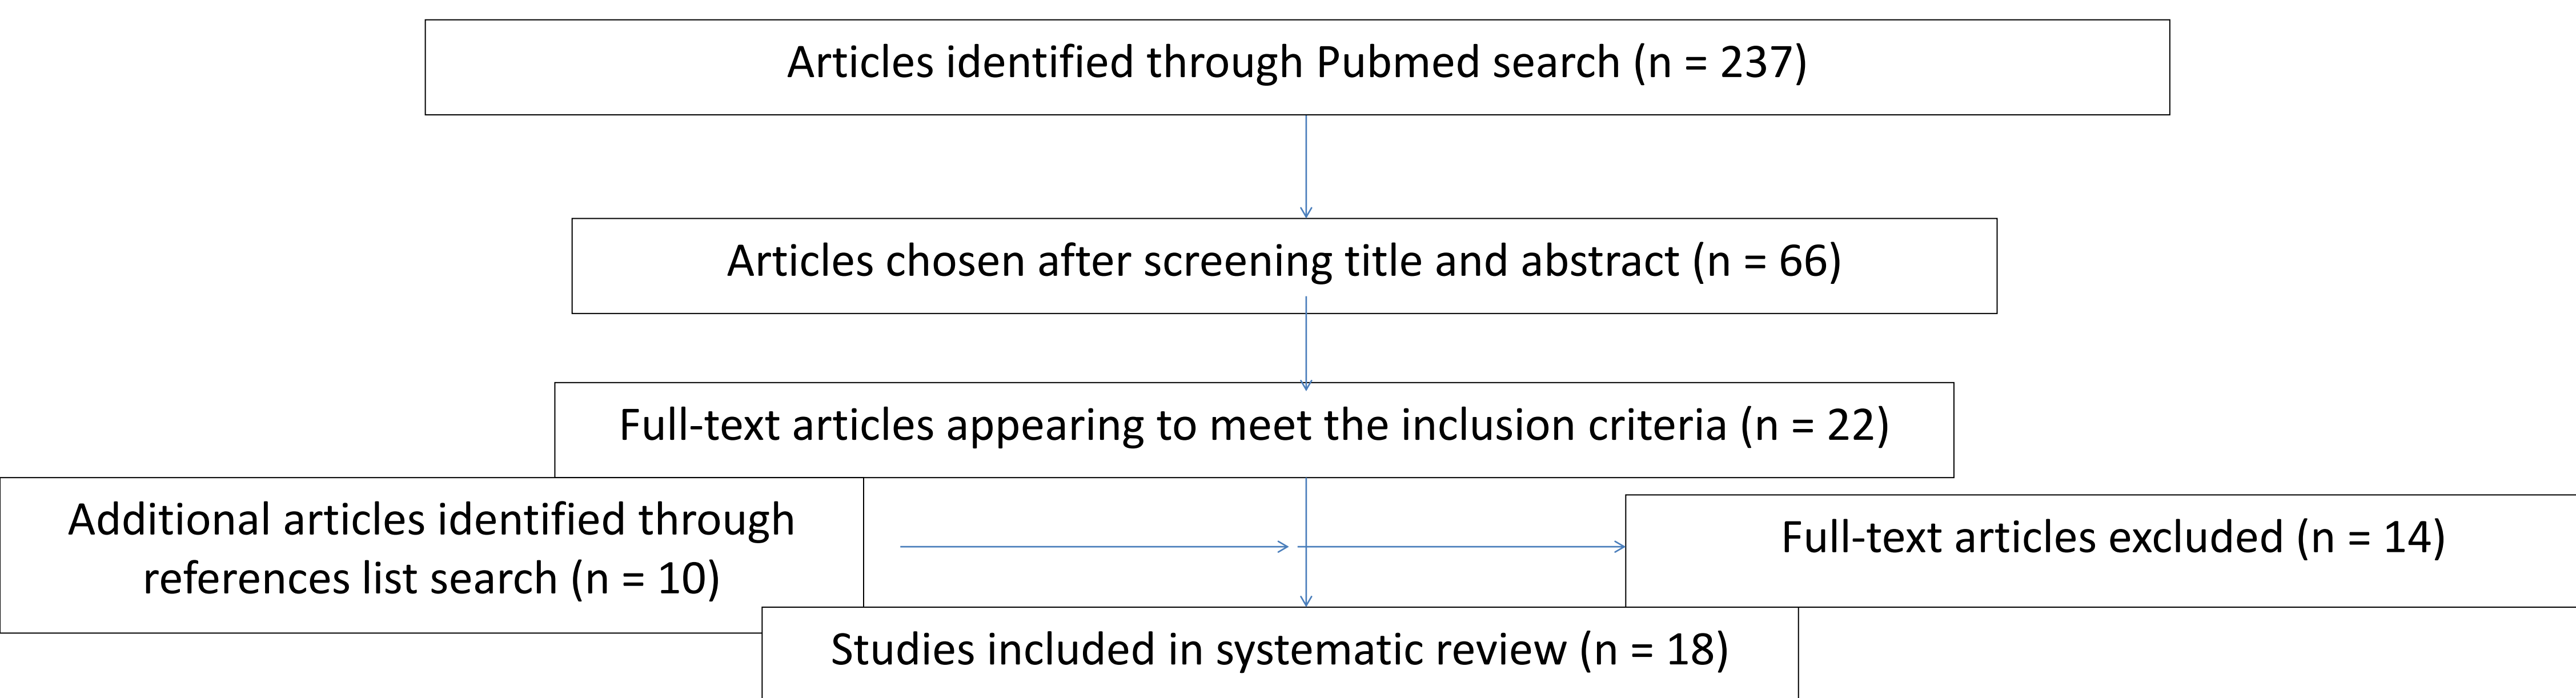 Articles identified through Pubmed search (n = 237)
Articles chosen after screening title and abstract (n = 66)
Full-text articles appearing to meet the inclusion criteria (n = 22)
Additional articles identified through
references list search (n = 10)
Full-text articles excluded (n = 14)
Studies included in systematic review (n = 18)